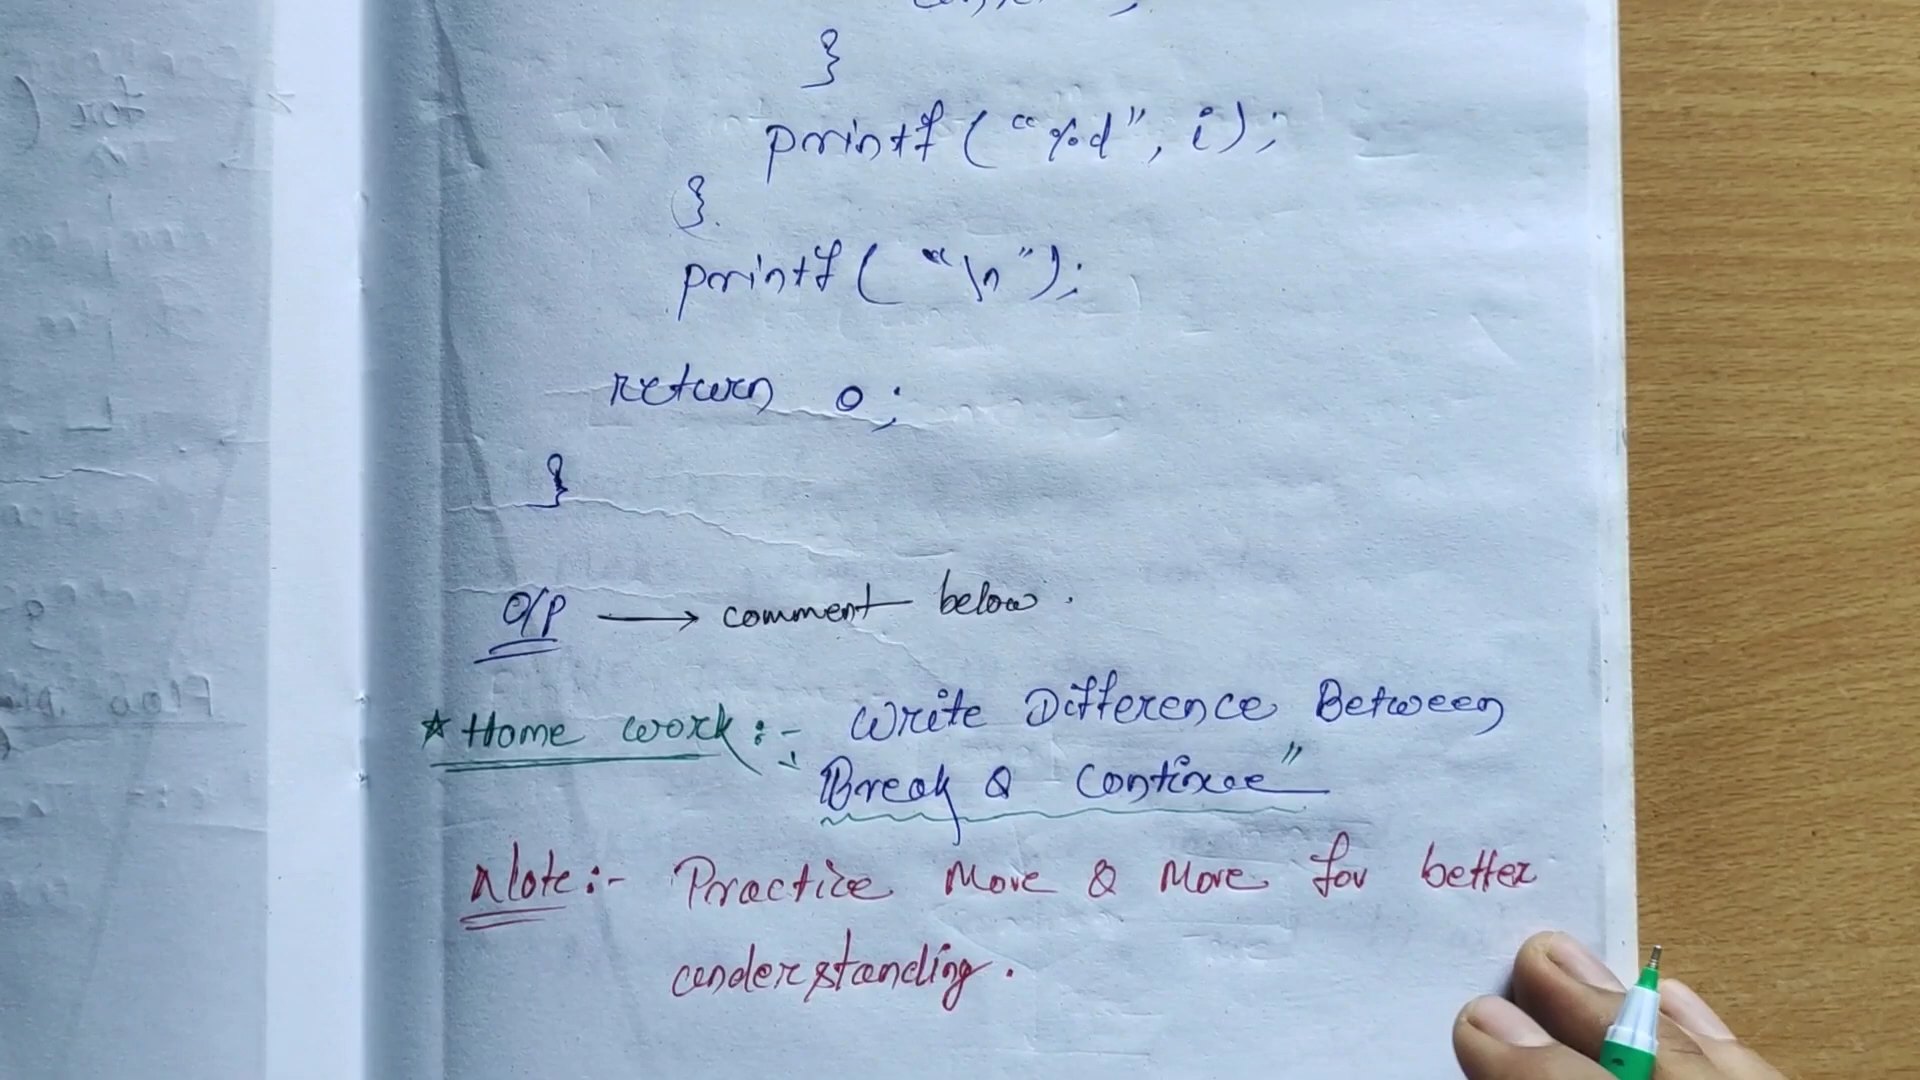 }
printf ("%d", i);
}
printf ("\n");
return 0;
}
O/P → comment below.
* Home work :- Write Difference Between
Break & Continue"
Note :- Practice More & More for better
understanding.